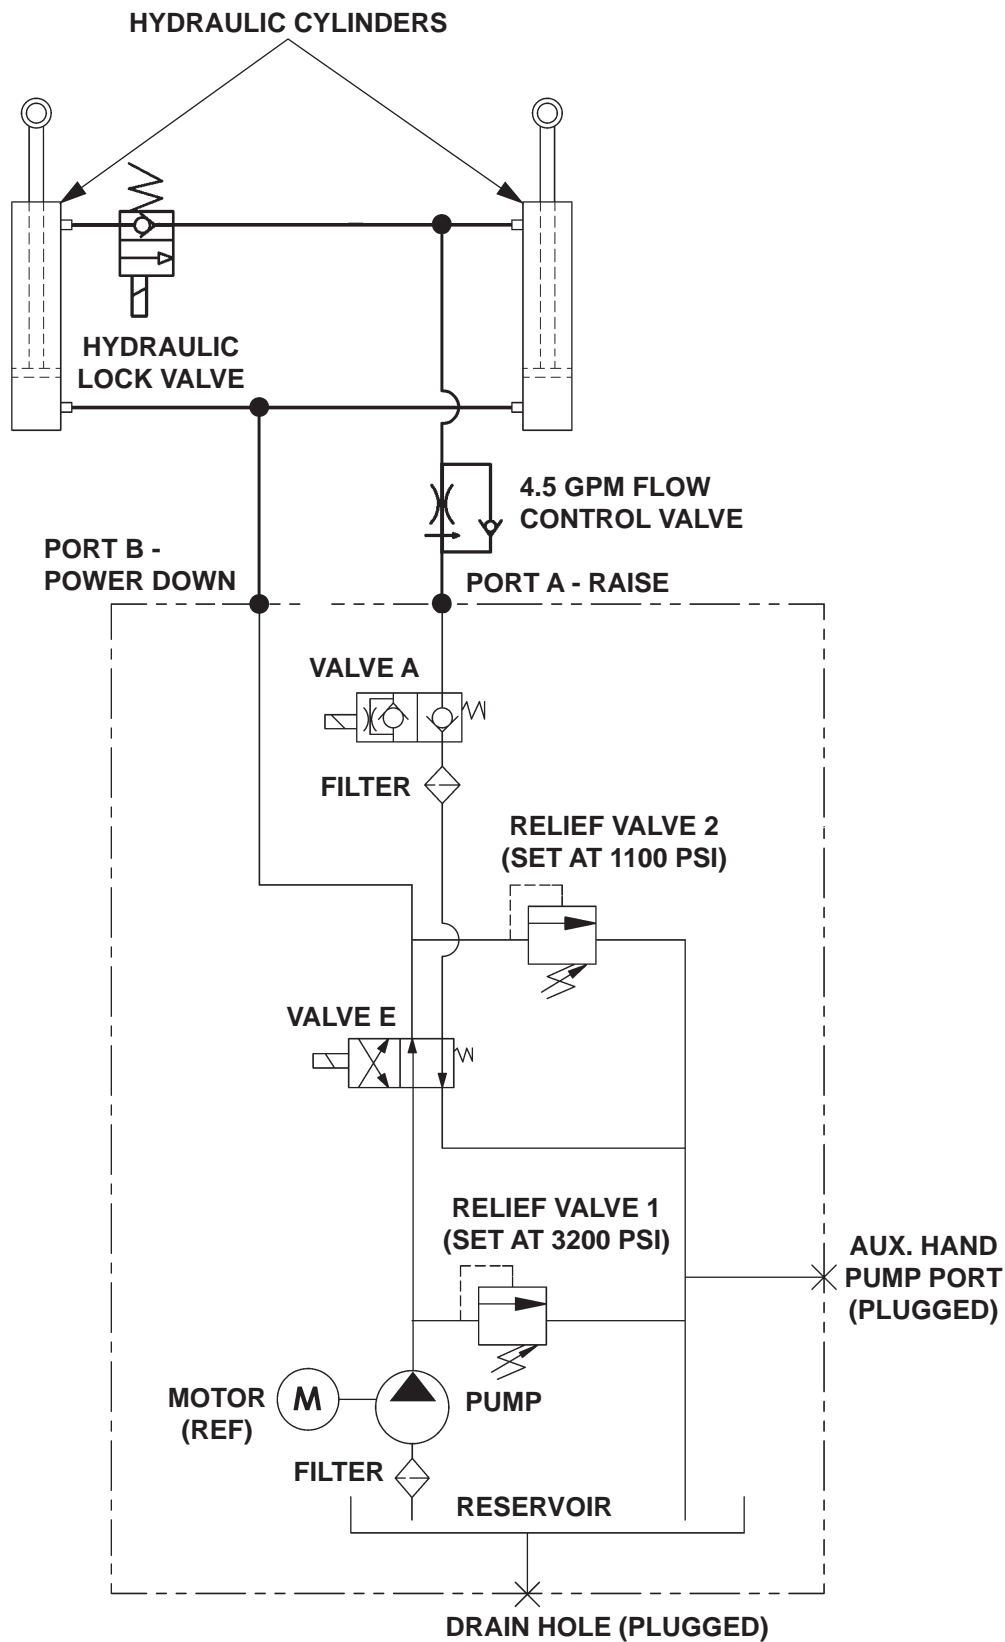 HYDRAULIC CYLINDERS
HYDRAULIC
LOCK VALVE
4.5 GPM FLOW
CONTROL VALVE
PORT B -
POWER DOWN
PORT A - RAISE
VALVE A
FILTER
RELIEF VALVE 2
(SET AT 1100 PSI)
VALVE E
RELIEF VALVE 1
(SET AT 3200 PSI)
AUX. HAND
PUMP PORT
(PLUGGED)
MOTOR
(REF)
M
PUMP
FILTER
RESERVOIR
DRAIN HOLE (PLUGGED)